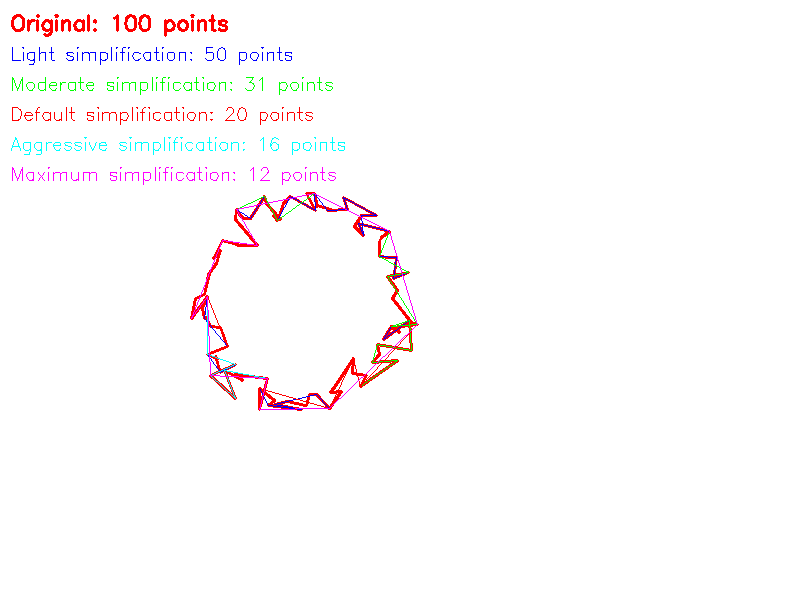 Original: 100 points
Light simplification: 50 points
Moderate simplification: 31 points
Default simplification: 20 points
Aggressive simplification: 16 points
Maximum simplification: 12 points